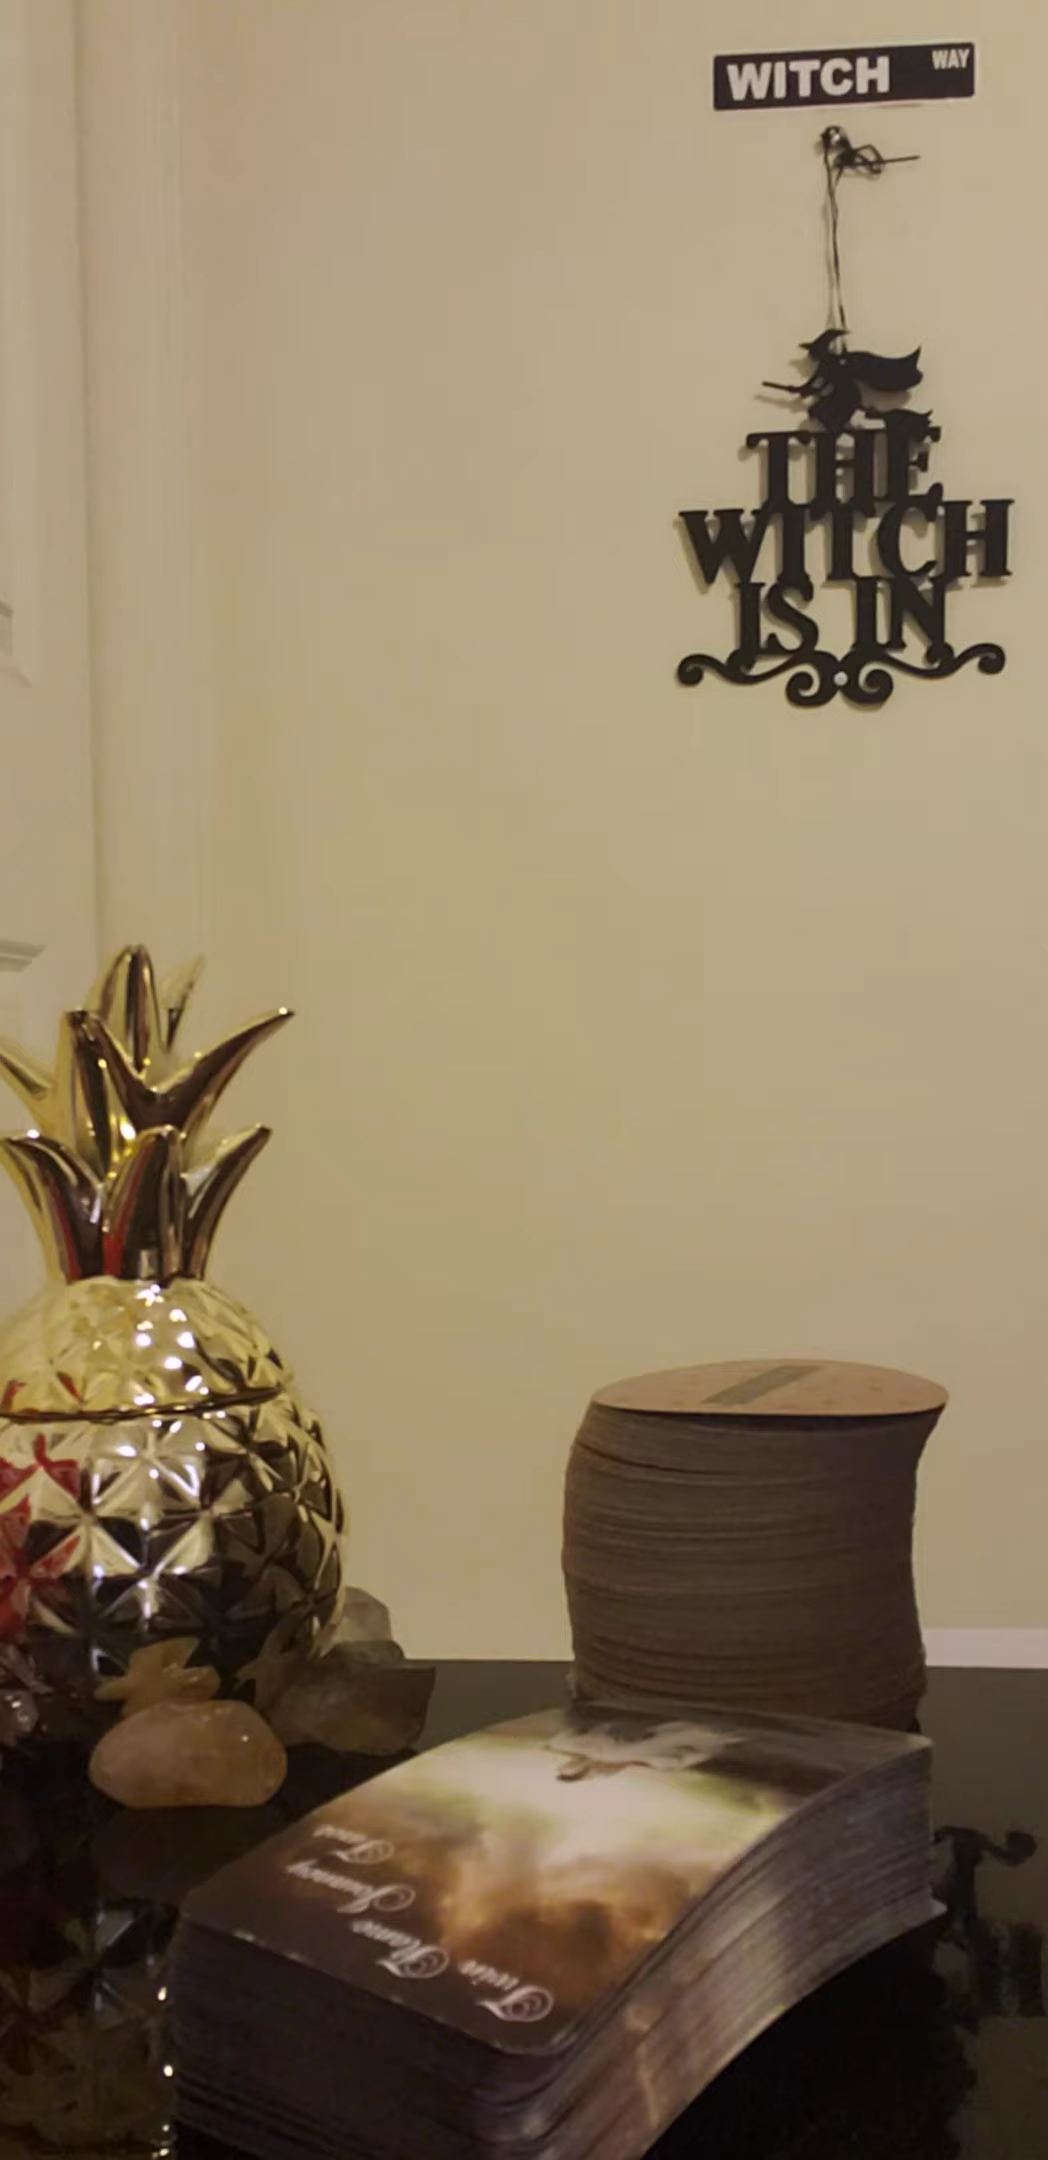 WITCH WAY
THE
WITCH
IS IN
Twin Flame
Journey
Tarot